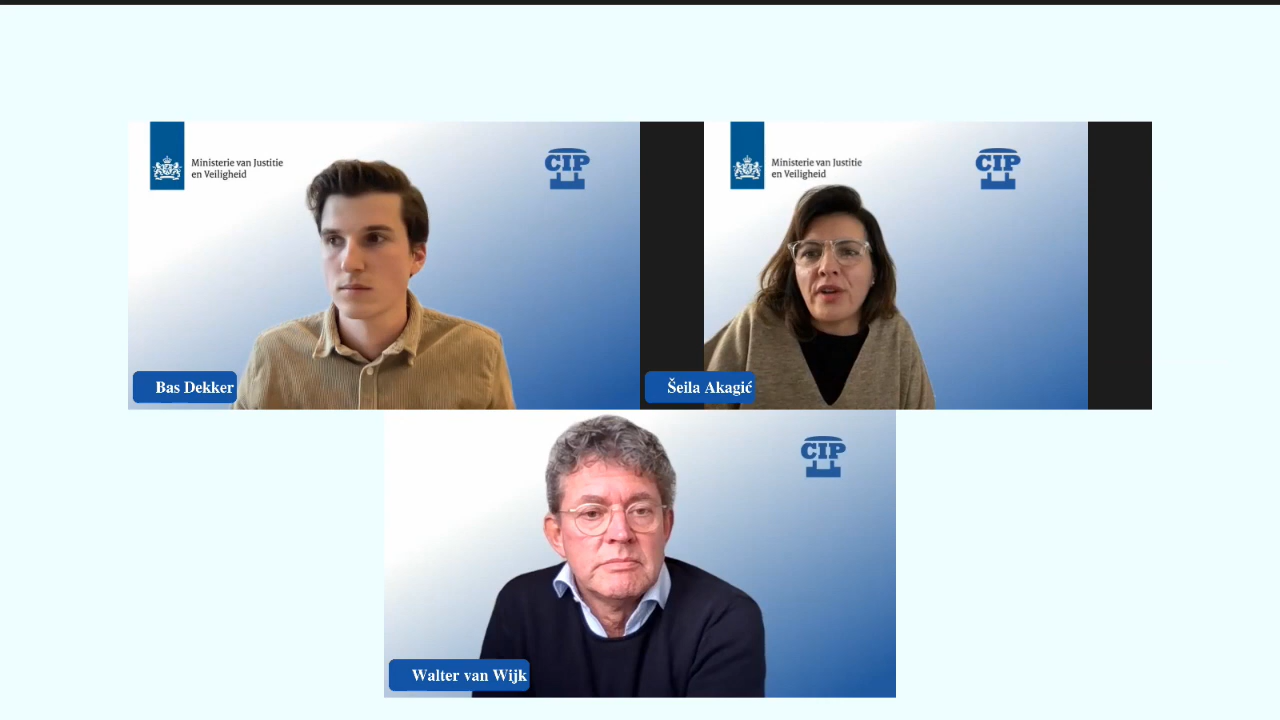 Ministerie van Justitie
en Veiligheid
CIP
Bas Dekker
Ministerie van Justitie
en Veiligheid
CIP
Šeila Akagić
CIP
Walter van Wijk